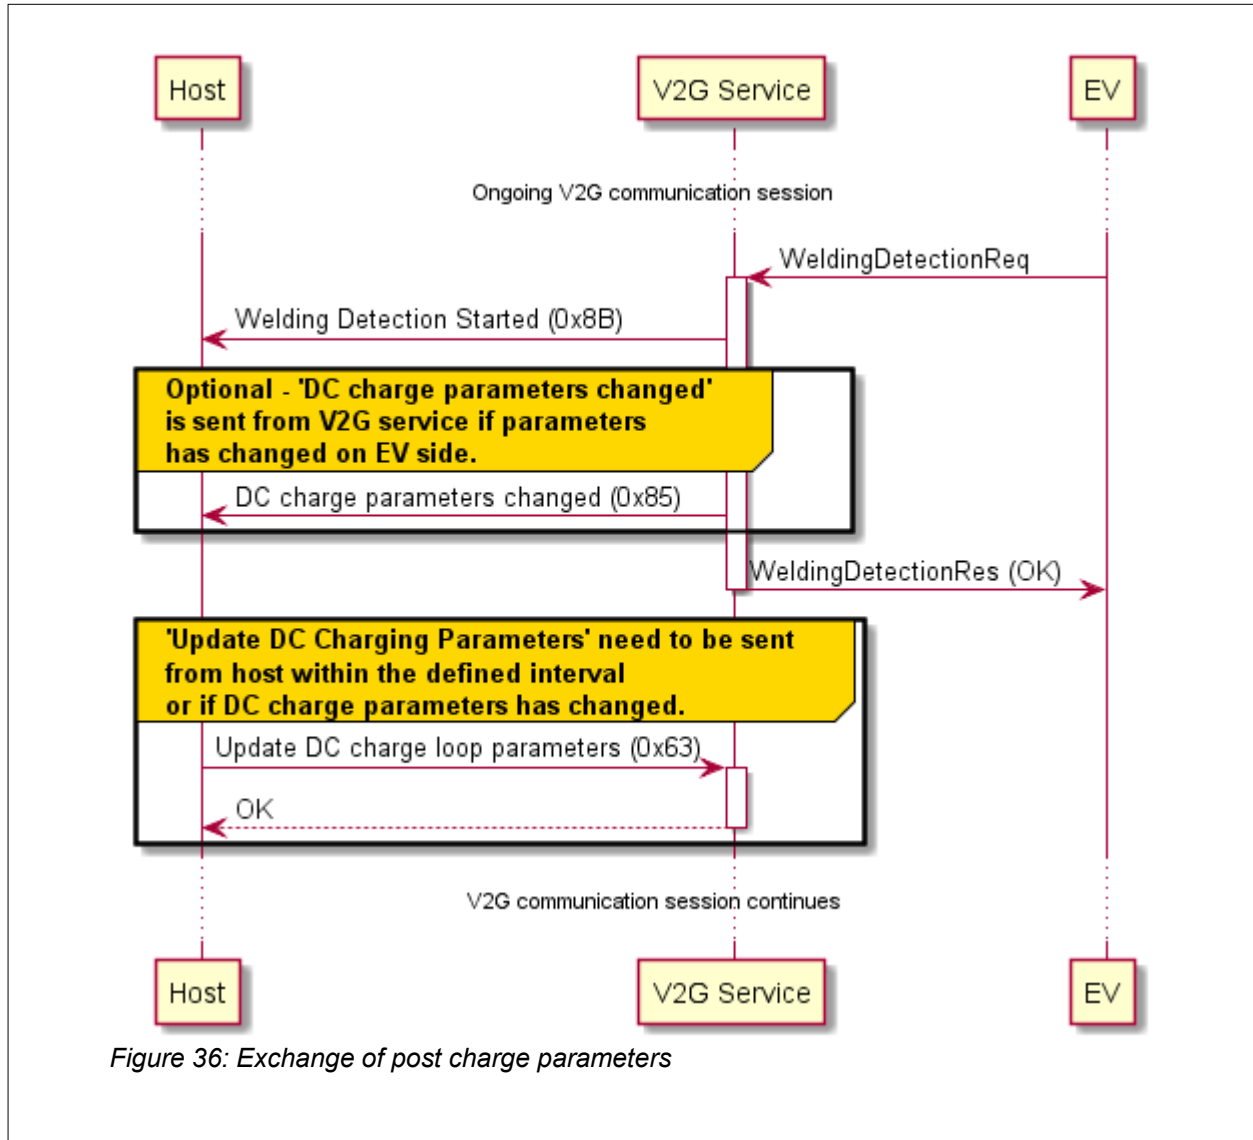 Host
V2G Service
EV
Ongoing V2G communication session
WeldingDetectionReq
Welding Detection Started (0x8B)
Optional - 'DC charge parameters changed'
is sent from V2G service if parameters
has changed on EV side.
DC charge parameters changed (0x85)
WeldingDetectionRes (OK)
'Update DC Charging Parameters' need to be sent
from host within the defined interval
or if DC charge parameters has changed.
Update DC charge loop parameters (0x63)
OK
V2G communication session continues
Host
V2G Service
EV
Figure 36: Exchange of post charge parameters